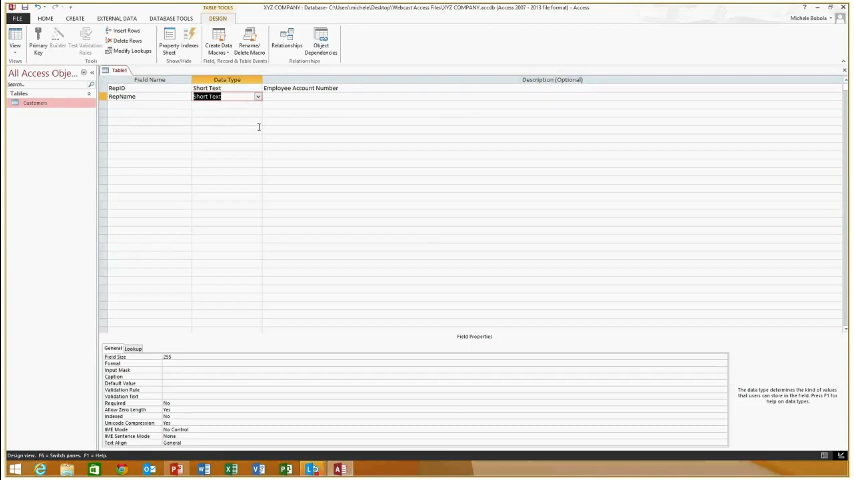 TABLE TOOLS
XYZ COMPANY - Database: C:\Users\michele\Desktop\Webcast Access Files\XYZ COMPANY.accdb (Access 2007 - 2013 file format) - Access
FILE HOME CREATE EXTERNAL DATA DATABASE TOOLS DESIGN
Michele Babola
View
Primary Key
Builder
Test Validation Rules
Insert Rows
Delete Rows
Modify Lookups
Property Sheet
Indexes
Create Data Macros
Rename/ Delete Macro
Relationships
Object Dependencies
Views Tools Show/Hide Field, Record & Table Events Relationships
All Access Obje...
Search...
Tables
Customers
Table1
Field Name Data Type Description (Optional)
RepID Short Text Employee Account Number
RepName Short Text
Field Properties
General Lookup
Field Size 255
Format
Input Mask
Caption
Default Value
Validation Rule
Validation Text
Required No
Allow Zero Length Yes
Indexed No
Unicode Compression Yes
IME Mode No Control
IME Sentence Mode None
Text Align General
The data type determines the kind of values
that users can store in the field. Press F1 for
help on data types.
Design view. F6 = Switch panes. F1 = Help.